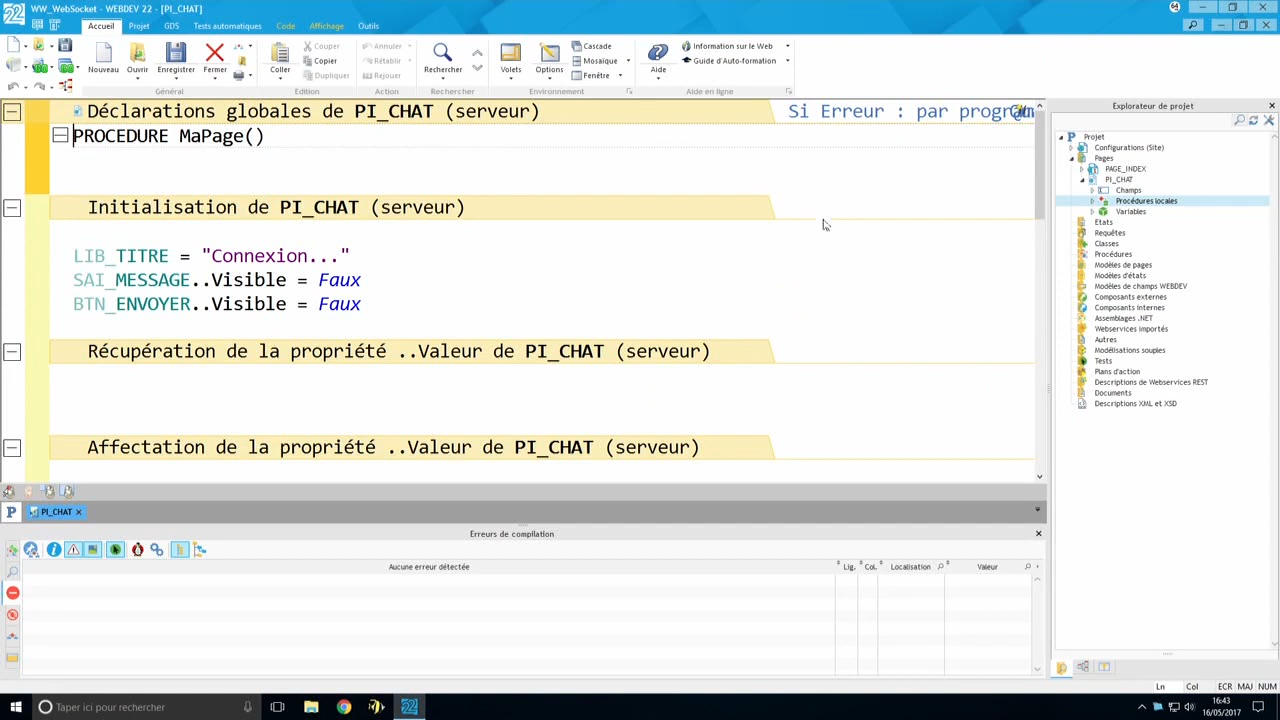 WW_WebSocket - WEBDEV 22 - [PI_CHAT]
Accueil Projet GDS Tests automatiques Code Affichage Outils
Nouveau Ouvrir Enregistrer Fermer
Général
Coller
Couper
Copier
Dupliquer
Edition
Annuler
Rétablir
Rejouer
Action
Rechercher
Rechercher
Volets Options
Cascade
Mosaïque
Fenêtre
Environnement
Aide
Information sur le Web
Guide d'Auto-formation
Aide en ligne
Déclarations globales de PI_CHAT (serveur) Si Erreur : par
PROCEDURE MaPage()
Initialisation de PI_CHAT (serveur)
LIB_TITRE = "Connexion..."
SAI_MESSAGE..Visible = Faux
BTN_ENVOYER..Visible = Faux
Récupération de la propriété ..Valeur de PI_CHAT (serveur)
Affectation de la propriété ..Valeur de PI_CHAT (serveur)
PI_CHAT
Erreurs de compilation
Aucune erreur détectée Lig. Col. Localisation Valeur
Explorateur de projet
Projet
Configurations (Site)
Pages
PAGE_INDEX
PI_CHAT
Champs
Procédures locales
Variables
Etats
Requêtes
Classes
Procédures
Modèles de pages
Modèles d'états
Modèles de champs WEBDEV
Composants externes
Composants internes
Assemblages .NET
Webservices importés
Autres
Modélisations souples
Tests
Plans d'action
Descriptions de Webservices REST
Documents
Descriptions XML et XSD
Ln Col ECR MAJ NUM
Taper ici pour rechercher
16:43
16/05/2017